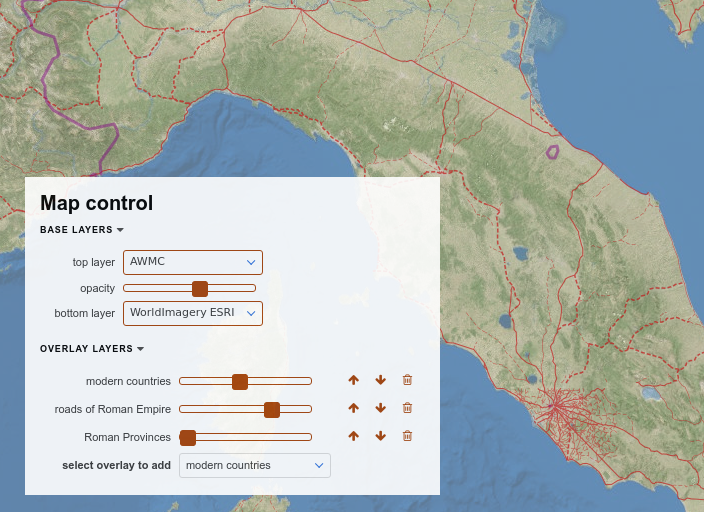 Map control
BASE LAYERS
top layer AWMC
opacity
bottom layer WorldImagery ESRI
OVERLAY LAYERS
modern countries
roads of Roman Empire
Roman Provinces
select overlay to add modern countries